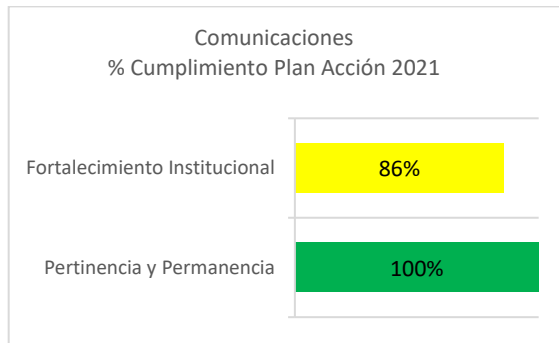 Comunicaciones
% Cumplimiento Plan Acción 2021
Fortalecimiento Institucional
86%
Pertinencia y Permanencia
100%